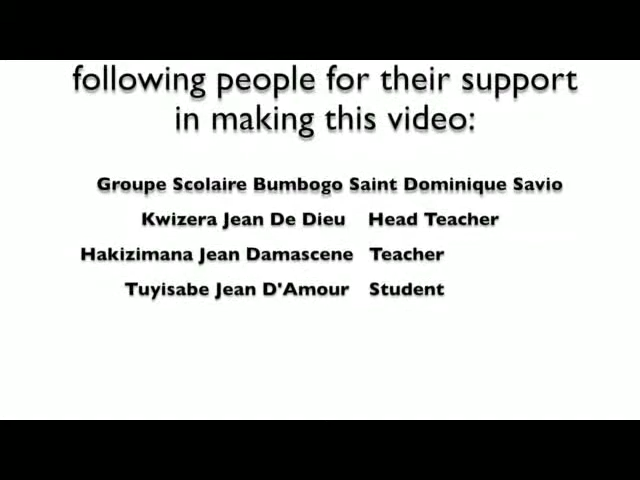 following people for their support
in making this video:
Groupe Scolaire Bumbogo Saint Dominique Savio
Kwizera Jean De Dieu Head Teacher
Hakizimana Jean Damascene Teacher
Tuyisabe Jean D'Amour Student